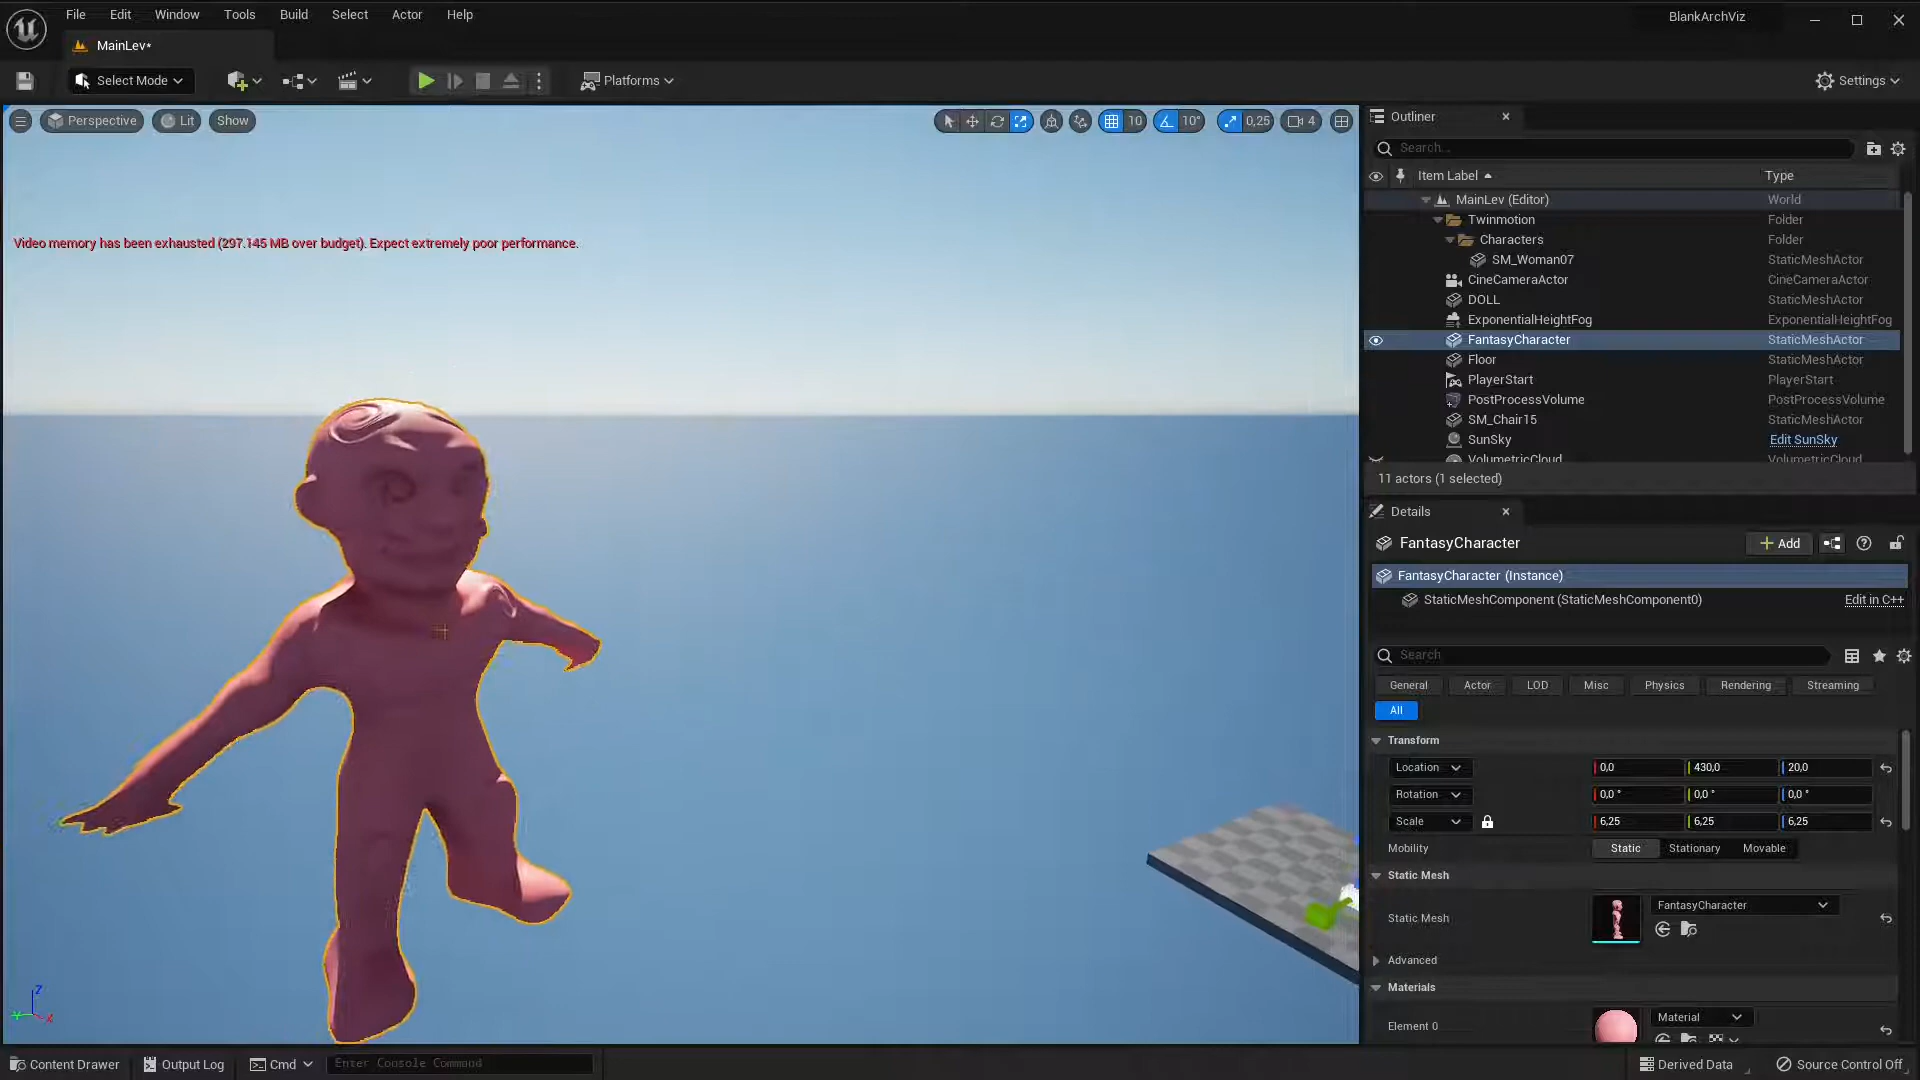 File Edit Window Tools Build Select Actor Help
BlankArchViz
MainLev*
Select Mode
Platforms
Settings
Perspective Lit Show
10 10° 0,25 4
Video memory has been exhausted (297.145 MB over budget). Expect extremely poor performance.
Z
Y
X
Outliner
Search...
Item Label Type
MainLev (Editor) World
Twinmotion Folder
Characters Folder
SM_Woman07 StaticMeshActor
CineCameraActor CineCameraActor
DOLL StaticMeshActor
ExponentialHeightFog ExponentialHeightFog
FantasyCharacter StaticMeshActor
Floor StaticMeshActor
PlayerStart PlayerStart
PostProcessVolume PostProcessVolume
SM_Chair15 StaticMeshActor
SunSky Edit SunSky
VolumetricCloud VolumetricCloud
11 actors (1 selected)
Details
FantasyCharacter
Add
FantasyCharacter (Instance)
StaticMeshComponent (StaticMeshComponent0) Edit in C++
Search
General Actor LOD Misc Physics Rendering Streaming
All
Transform
Location 0,0 430,0 20,0
Rotation 0,0 ° 0,0 ° 0,0 °
Scale 6,25 6,25 6,25
Mobility Static Stationary Movable
Static Mesh
Static Mesh FantasyCharacter
Advanced
Materials
Element 0 Material
Content Drawer Output Log Cmd Enter Console Command
Derived Data Source Control Off